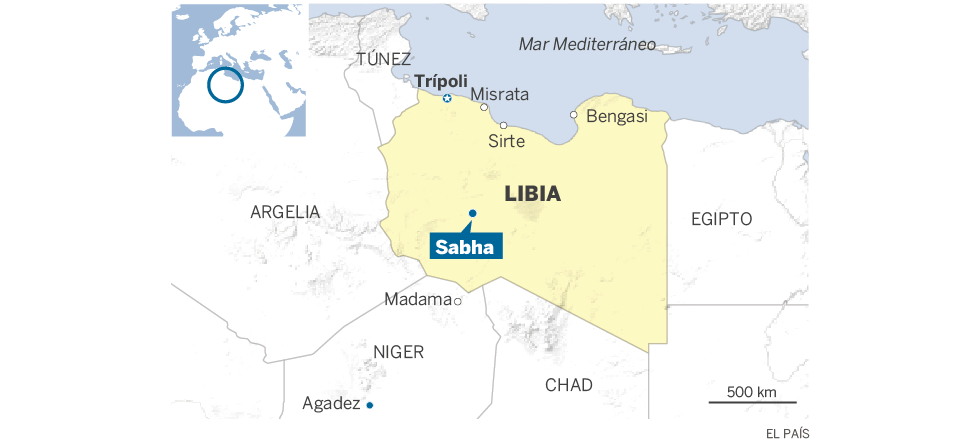 Mar Mediterráneo
TÚNEZ
Trípoli
Misrata
Bengasi
Sirte
LIBIA
ARGELIA
EGIPTO
Sabha
Madama
NIGER
CHAD
500 km
Agadez
EL PAÍS